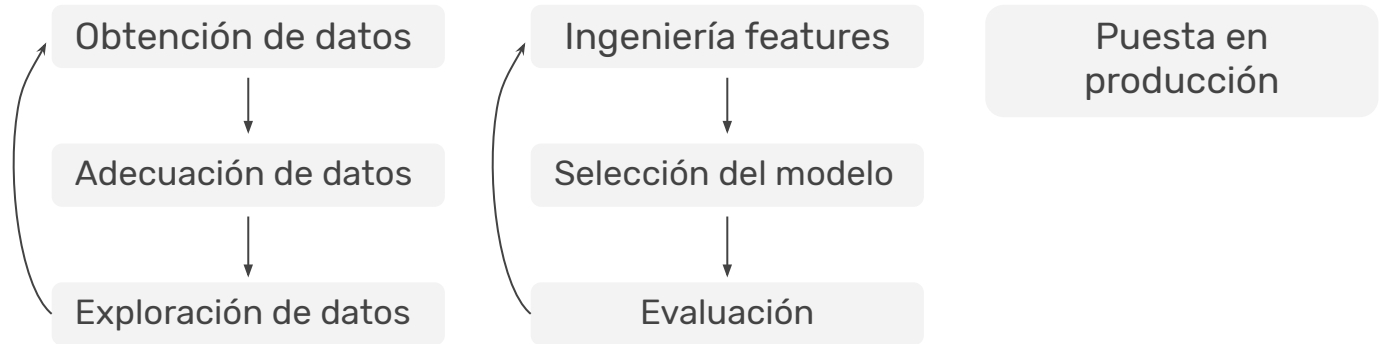 Obtención de datos
Adecuación de datos
Exploración de datos
Ingeniería features
Selección del modelo
Evaluación
Puesta en
producción